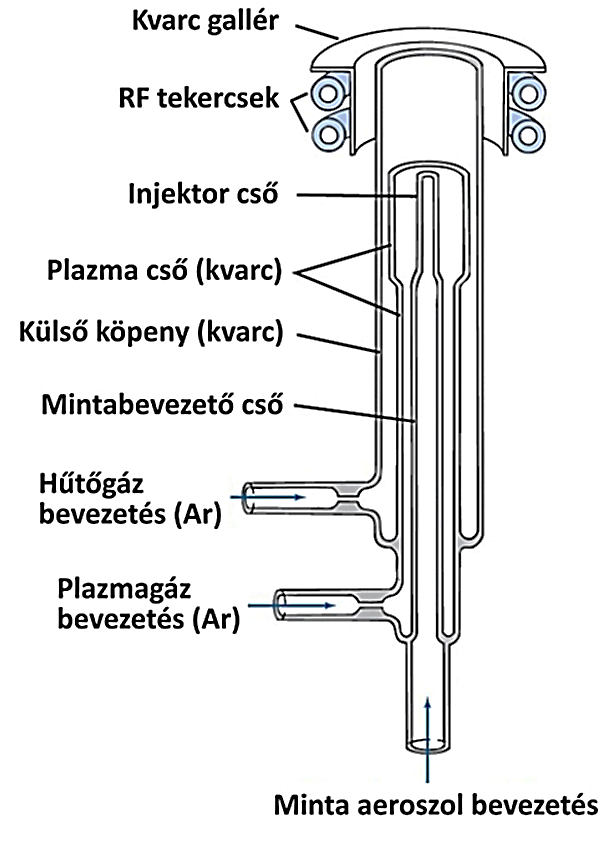 Kvarc gallér
RF tekercsek
Injektor cső
Plazma cső (kvarc)
Külső köpeny (kvarc)
Mintabevezető cső
Hűtőgáz
bevezetés (Ar)
Plazmagáz
bevezetés (Ar)
Minta aeroszol bevezetés